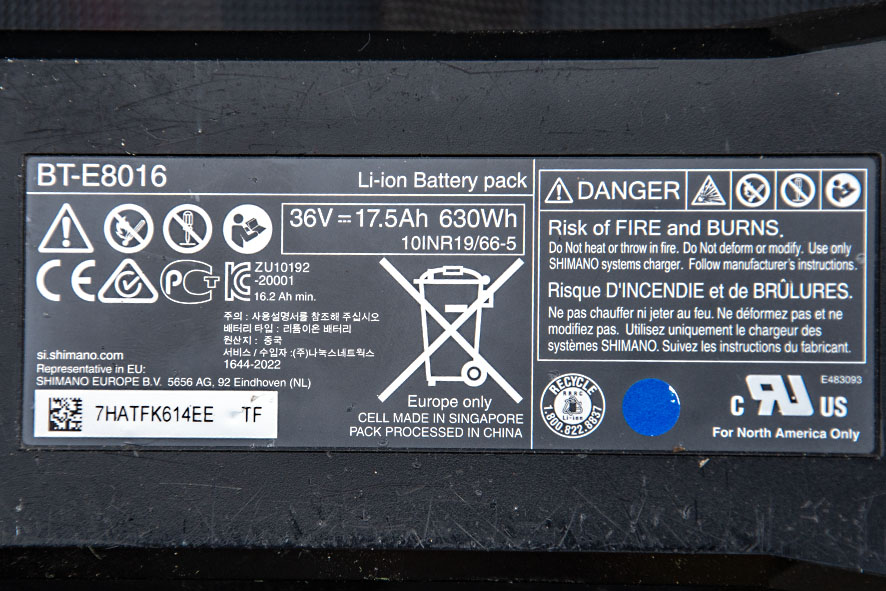 BT-E8016
Li-ion Battery pack
36V⎓17.5Ah 630Wh
10INR19/66-5
ZU10192
-20001
16.2 Ah min.
주의 : 사용설명서를 참조해 주십시오
배터리 타입 : 리튬이온 배터리
원산지 : 중국
서비스 / 수입자 :(주)나눅스네트웍스
1644-2022
si.shimano.com
Representative in EU:
SHIMANO EUROPE B.V. 5656 AG, 92 Eindhoven (NL)
7HATFK614EE TF
Europe only
CELL MADE IN SINGAPORE
PACK PROCESSED IN CHINA
DANGER
Risk of FIRE and BURNS.
Do Not heat or throw in fire. Do Not deform or modify. Use only
SHIMANO systems charger. Follow manufacturer's instructions.
Risque D'INCENDIE et de BRÛLURES.
Ne pas chauffer ni jeter au feu. Ne déformez pas et ne
modifiez pas. Utilisez uniquement le chargeur des
systèmes SHIMANO. Suivez les instructions du fabricant.
RECYCLE
RBRC
Li-ion
1.800.822.8837
E483093
C US
For North America Only